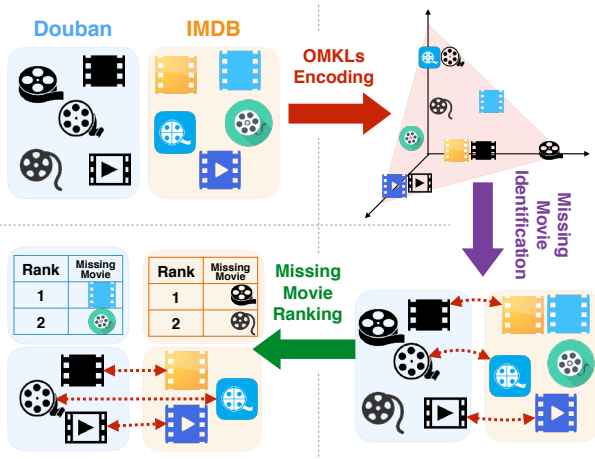 Douban
IMDB
OMKLs
Encoding
Missing
Movie
Identification
Missing
Movie
Ranking
Rank
Missing
Movie
1
2
Rank
Missing
Movie
1
2